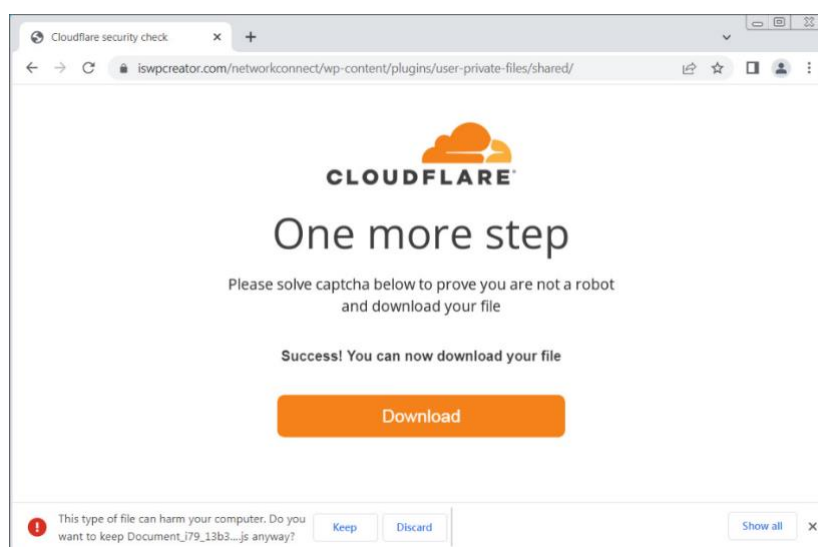 Cloudflare security check
iswpcreator.com/networkconnect/wp-content/plugins/user-private-files/shared/
CLOUDFLARE
One more step
Please solve captcha below to prove you are not a robot
and download your file
Success! You can now download your file
Download
This type of file can harm your computer. Do you
want to keep Document_i79_13b3....js anyway?
Keep
Discard
Show all